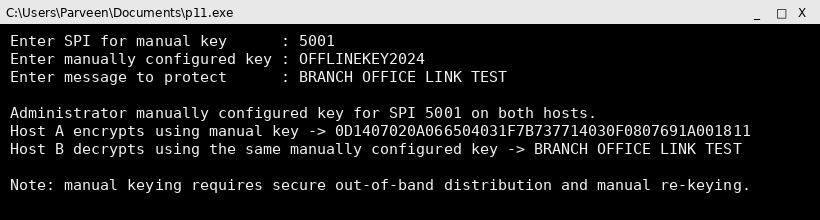 C:\Users\Parveen\Documents\p11.exe _ □ X
Enter SPI for manual key      : 5001
Enter manually configured key : OFFLINEKEY2024
Enter message to protect      : BRANCH OFFICE LINK TEST
Administrator manually configured key for SPI 5001 on both hosts.
Host A encrypts using manual key -> 0D1407020A066504031F7B737714030F0807691A001811
Host B decrypts using the same manually configured key -> BRANCH OFFICE LINK TEST
Note: manual keying requires secure out-of-band distribution and manual re-keying.